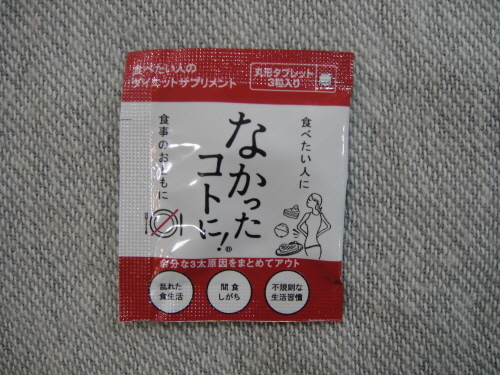 食べたい人の
ダイエットサプリメント
丸形タブレット
3粒入り
食べたい人に
なかった
コトに!®
食事のおともに
余分な3太原因をまとめてアウト
乱れた
食生活
間食
しがち
不規則な
生活習慣